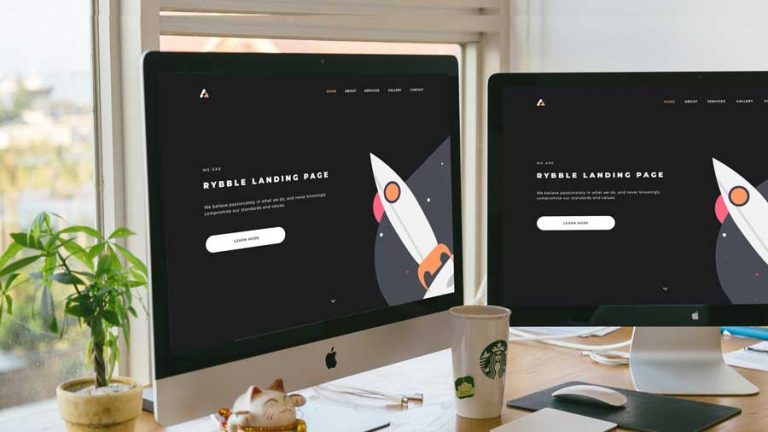 HOME ABOUT SERVICES GALLERY CONTACT
WE ARE
RYBBLE LANDING PAGE
We believe passionately in what we do, and never knowingly
compromise our standards and values.
LEARN MORE
HOME ABOUT SERVICES GALLERY
WE ARE
RYBBLE LANDING PAGE
We believe passionately in what we do, and never knowingly
compromise our standards and values.
LEARN MORE